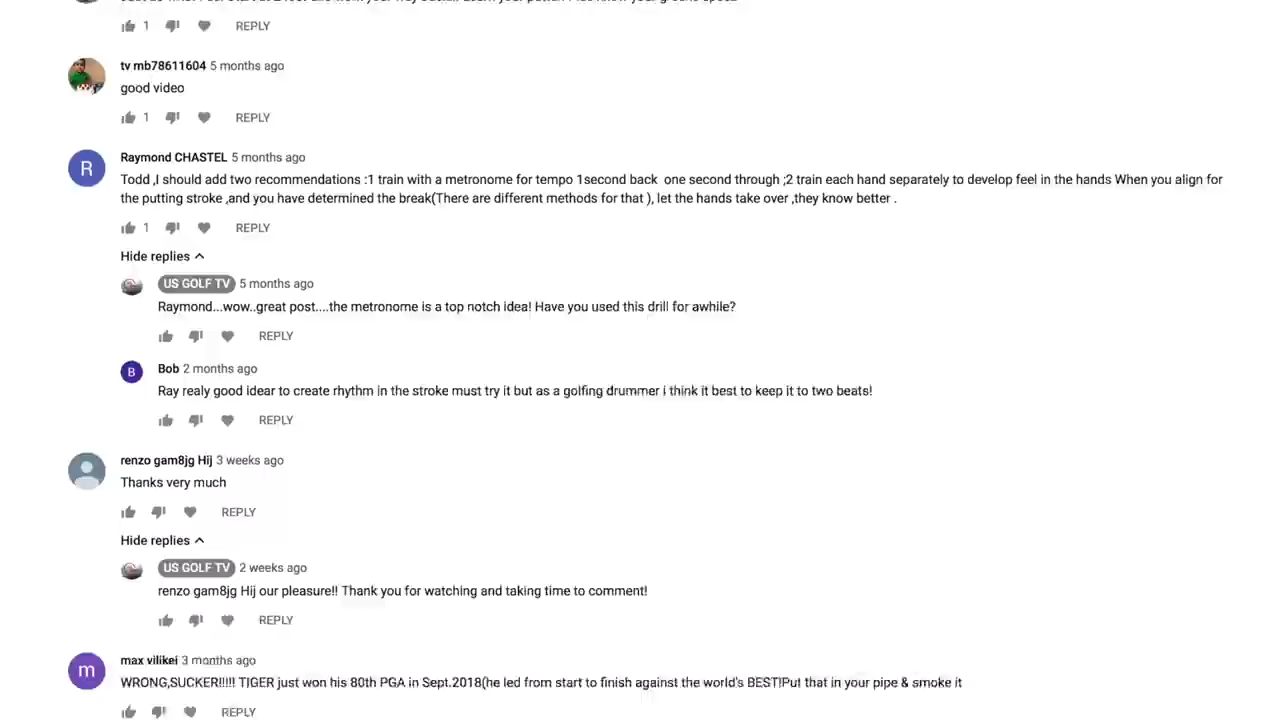 1 REPLY
tv mb78611604 5 months ago
good video
1 REPLY
R
Raymond CHASTEL 5 months ago
Todd ,I should add two recommendations :1 train with a metronome for tempo 1second back one second through ;2 train each hand separately to develop feel in the hands When you align for
the putting stroke ,and you have determined the break(There are different methods for that ), let the hands take over ,they know better .
1 REPLY
Hide replies
US GOLF TV 5 months ago
Raymond...wow..great post....the metronome is a top notch idea! Have you used this drill for awhile?
REPLY
B
Bob 2 months ago
Ray realy good idear to create rhythm in the stroke must try it but as a golfing drummer i think it best to keep it to two beats!
REPLY
renzo gam8jg Hij 3 weeks ago
Thanks very much
REPLY
Hide replies
US GOLF TV 2 weeks ago
renzo gam8jg Hij our pleasure!! Thank you for watching and taking time to comment!
REPLY
m
max vilikei 3 months ago
WRONG,SUCKER!!!!! TIGER just won his 80th PGA in Sept.2018(he led from start to finish against the world's BEST!Put that in your pipe & smoke it
REPLY